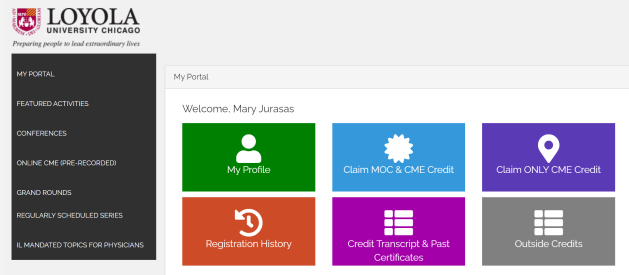 LOYOLA
UNIVERSITY CHICAGO
Preparing people to lead extraordinary lives
MY PORTAL
FEATURED ACTIVITIES
CONFERENCES
ONLINE CME (PRE-RECORDED)
GRAND ROUNDS
REGULARLY SCHEDULED SERIES
IL MANDATED TOPICS FOR PHYSICIANS
My Portal
Welcome, Mary Jurasas
My Profile
Claim MOC & CME Credit
Claim ONLY CME Credit
Registration History
Credit Transcript & Past
Certificates
Outside Credits